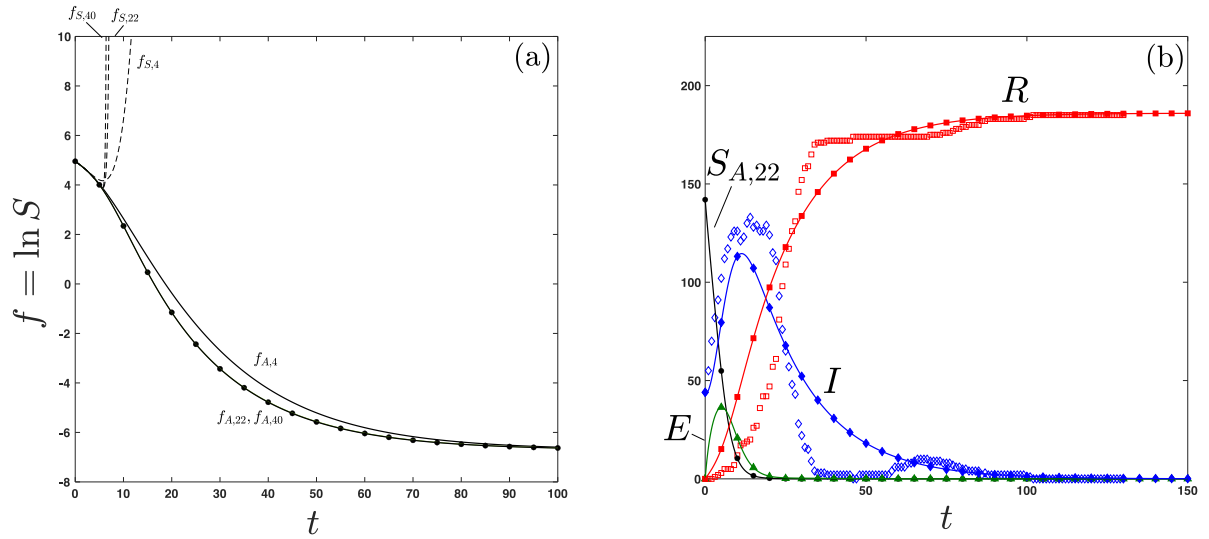 f_{S,40} f_{S,22}
(a)
f_{S,4}
f_{A,4}
f_{A,22}, f_{A,40}
10
8
6
4
2
0
-2
-4
-6
-8
f = ln S
0 10 20 30 40 50 60 70 80 90 100
t
(b)
R
S_{A,22}
I
E
200
150
100
50
0
0 50 100 150
t